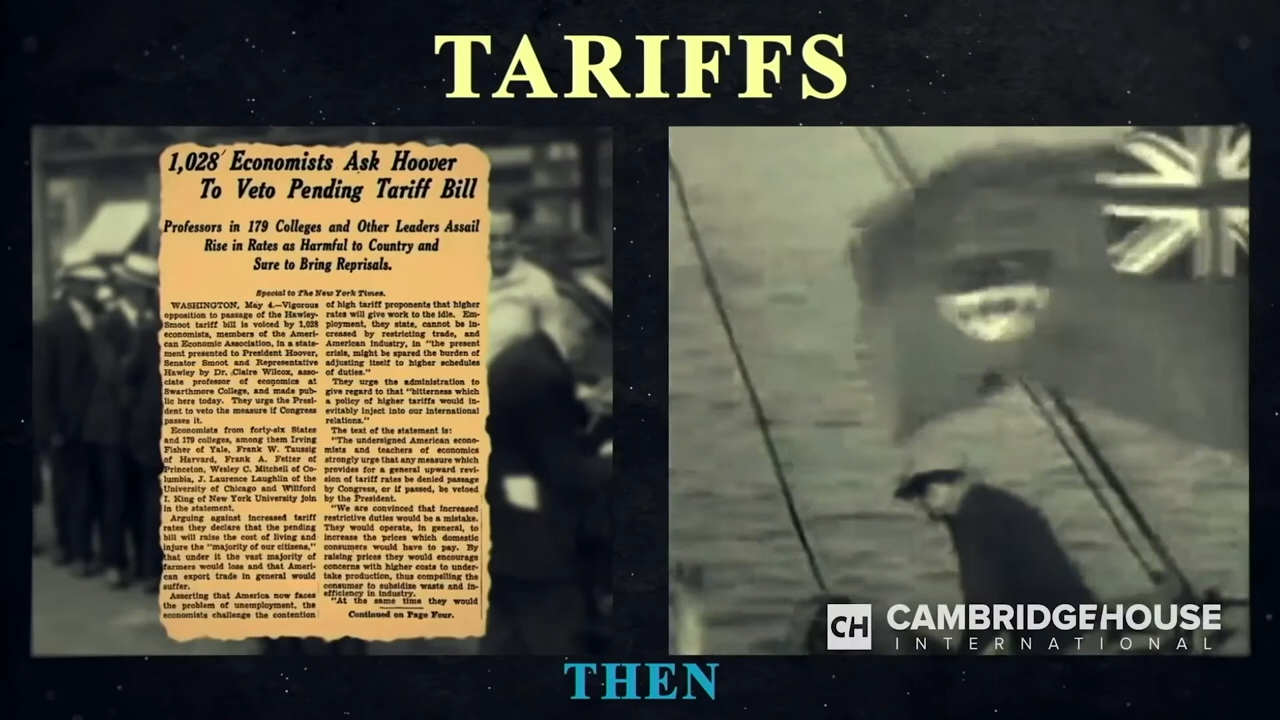 TARIFFS
1,028 Economists Ask Hoover
To Veto Pending Tariff Bill
Professors in 179 Colleges and Other Leaders Assail
Rise in Rates as Harmful to Country and
Sure to Bring Reprisals.
Special to The New York Times.
WASHINGTON, May 4.—Vigorous
opposition to passage of the Hawley-
Smoot tariff bill is voiced by 1,028
economists, members of the Ameri-
can Economic Association, in a state-
ment presented to President Hoover,
Senator Smoot and Representative
Hawley by Dr. Claire Wilcox, asso-
ciate professor of economics at
Swarthmore College, and made pub-
lic here today. They urge the Presi-
dent to veto the measure if Congress
passes it.
Economists from forty-six States
and 179 colleges, among them Irving
Fisher of Yale, Frank W. Taussig
of Harvard, Frank A. Fetter of
Princeton, Wesley C. Mitchell of Co-
lumbia, J. Laurence Laughlin of the
University of Chicago and Willford
I. King of New York University join
in the statement.
Arguing against increased tariff
rates they declare that the pending
bill will raise the cost of living and
injure the "majority of our citizens,"
that under it the vast majority of
farmers would lose and that Ameri-
can export trade in general would
suffer.
Asserting that America now faces
the problem of unemployment, the
economists challenge the contention
of high tariff proponents that higher
rates will give work to the idle. Em-
ployment, they state, cannot be in-
creased by restricting trade, and
American industry, in "the present
crisis, might be spared the burden of
adjusting itself to higher schedules
of duties."
They urge the administration to
give regard to that "bitterness which
a policy of higher tariffs would in-
evitably inject into our international
relations."
The text of the statement is:
"The undersigned American econo-
mists and teachers of economics
strongly urge that any measure which
provides for a general upward revi-
sion of tariff rates be denied passage
by Congress, or if passed, be vetoed
by the President.
"We are convinced that increased
restrictive duties would be a mistake.
They would operate, in general, to
increase the prices which domestic
consumers would have to pay. By
raising prices they would encourage
concerns with higher costs to under-
take production, thus compelling the
consumer to subsidize waste and in-
efficiency in industry.
"At the same time they would
Continued on Page Four.
CH CAMBRIDGE HOUSE
INTERNATIONAL
THEN